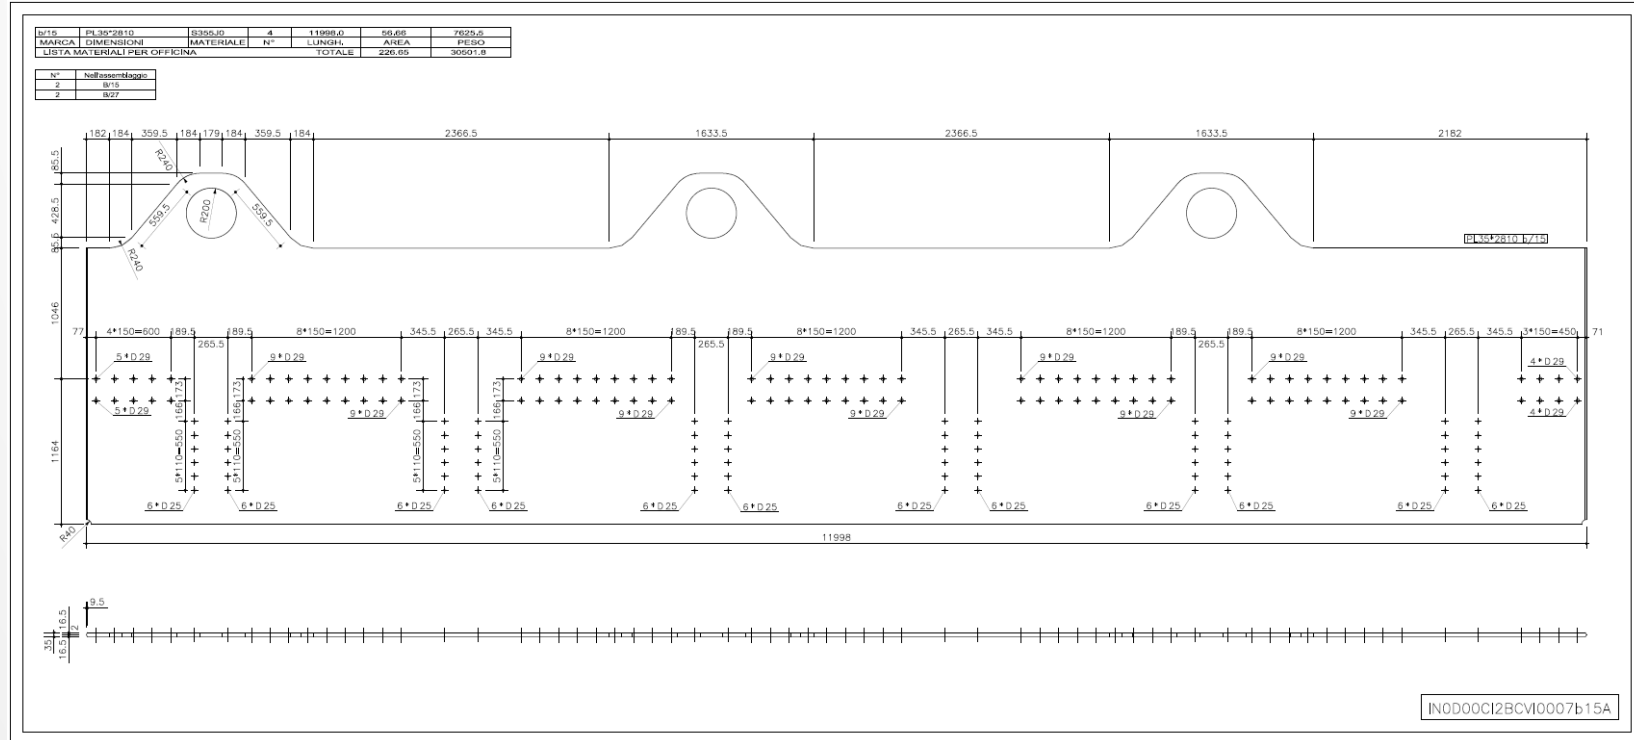 b/15 PL35*2810 S355J0 4 11998.0 56.66 7625.5
MARCA DIMENSIONI MATERIALE N° LUNGH. AREA PESO
LISTA MATERIALI PER OFFICINA TOTALE 226.65 30501.8
N° Nell'assemblaggio
2 B/15
2 B/27
182 184 359.5 184 179 184 359.5 184 2366.5 1633.5 2366.5 1633.5 2182
85.5
R240
428.5
559.5
R200
559.5
85.5
R240
PL35*2810 b/15
1046
77 4*150=600 189.5 189.5 8*150=1200 345.5 265.5 345.5 8*150=1200 189.5 189.5 8*150=1200 345.5 265.5 345.5 8*150=1200 189.5 189.5 8*150=1200 345.5 265.5 345.5 3*150=450 71
265.5 265.5 265.5
5*D29 9*D29 9*D29 9*D29 9*D29 9*D29 4*D29
166 173 166 173 166 173 166 173
5*D29 9*D29 9*D29 9*D29 9*D29 9*D29 4*D29
1164
5*110=550 5*110=550 5*110=550 5*110=550
6*D25 6*D25 6*D25 6*D25 6*D25 6*D25 6*D25 6*D25 6*D25 6*D25 6*D25 6*D25
R40
11998
9.5
16.5
2
35
16.5
IN0D00CI2BCVI0007b15A